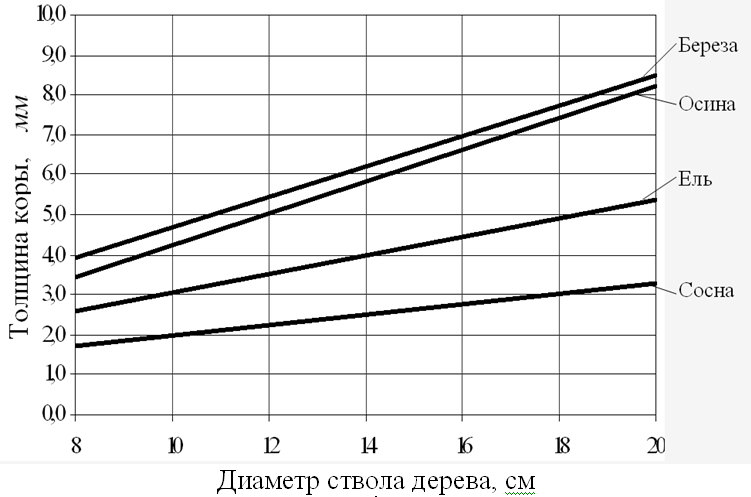 10,0
9,0
8,0
7,0
6,0
5,0
4,0
3,0
2,0
1,0
0,0
Толщина коры, мм
Береза
Осина
Ель
Сосна
8 10 12 14 16 18 20
Диаметр ствола дерева, см